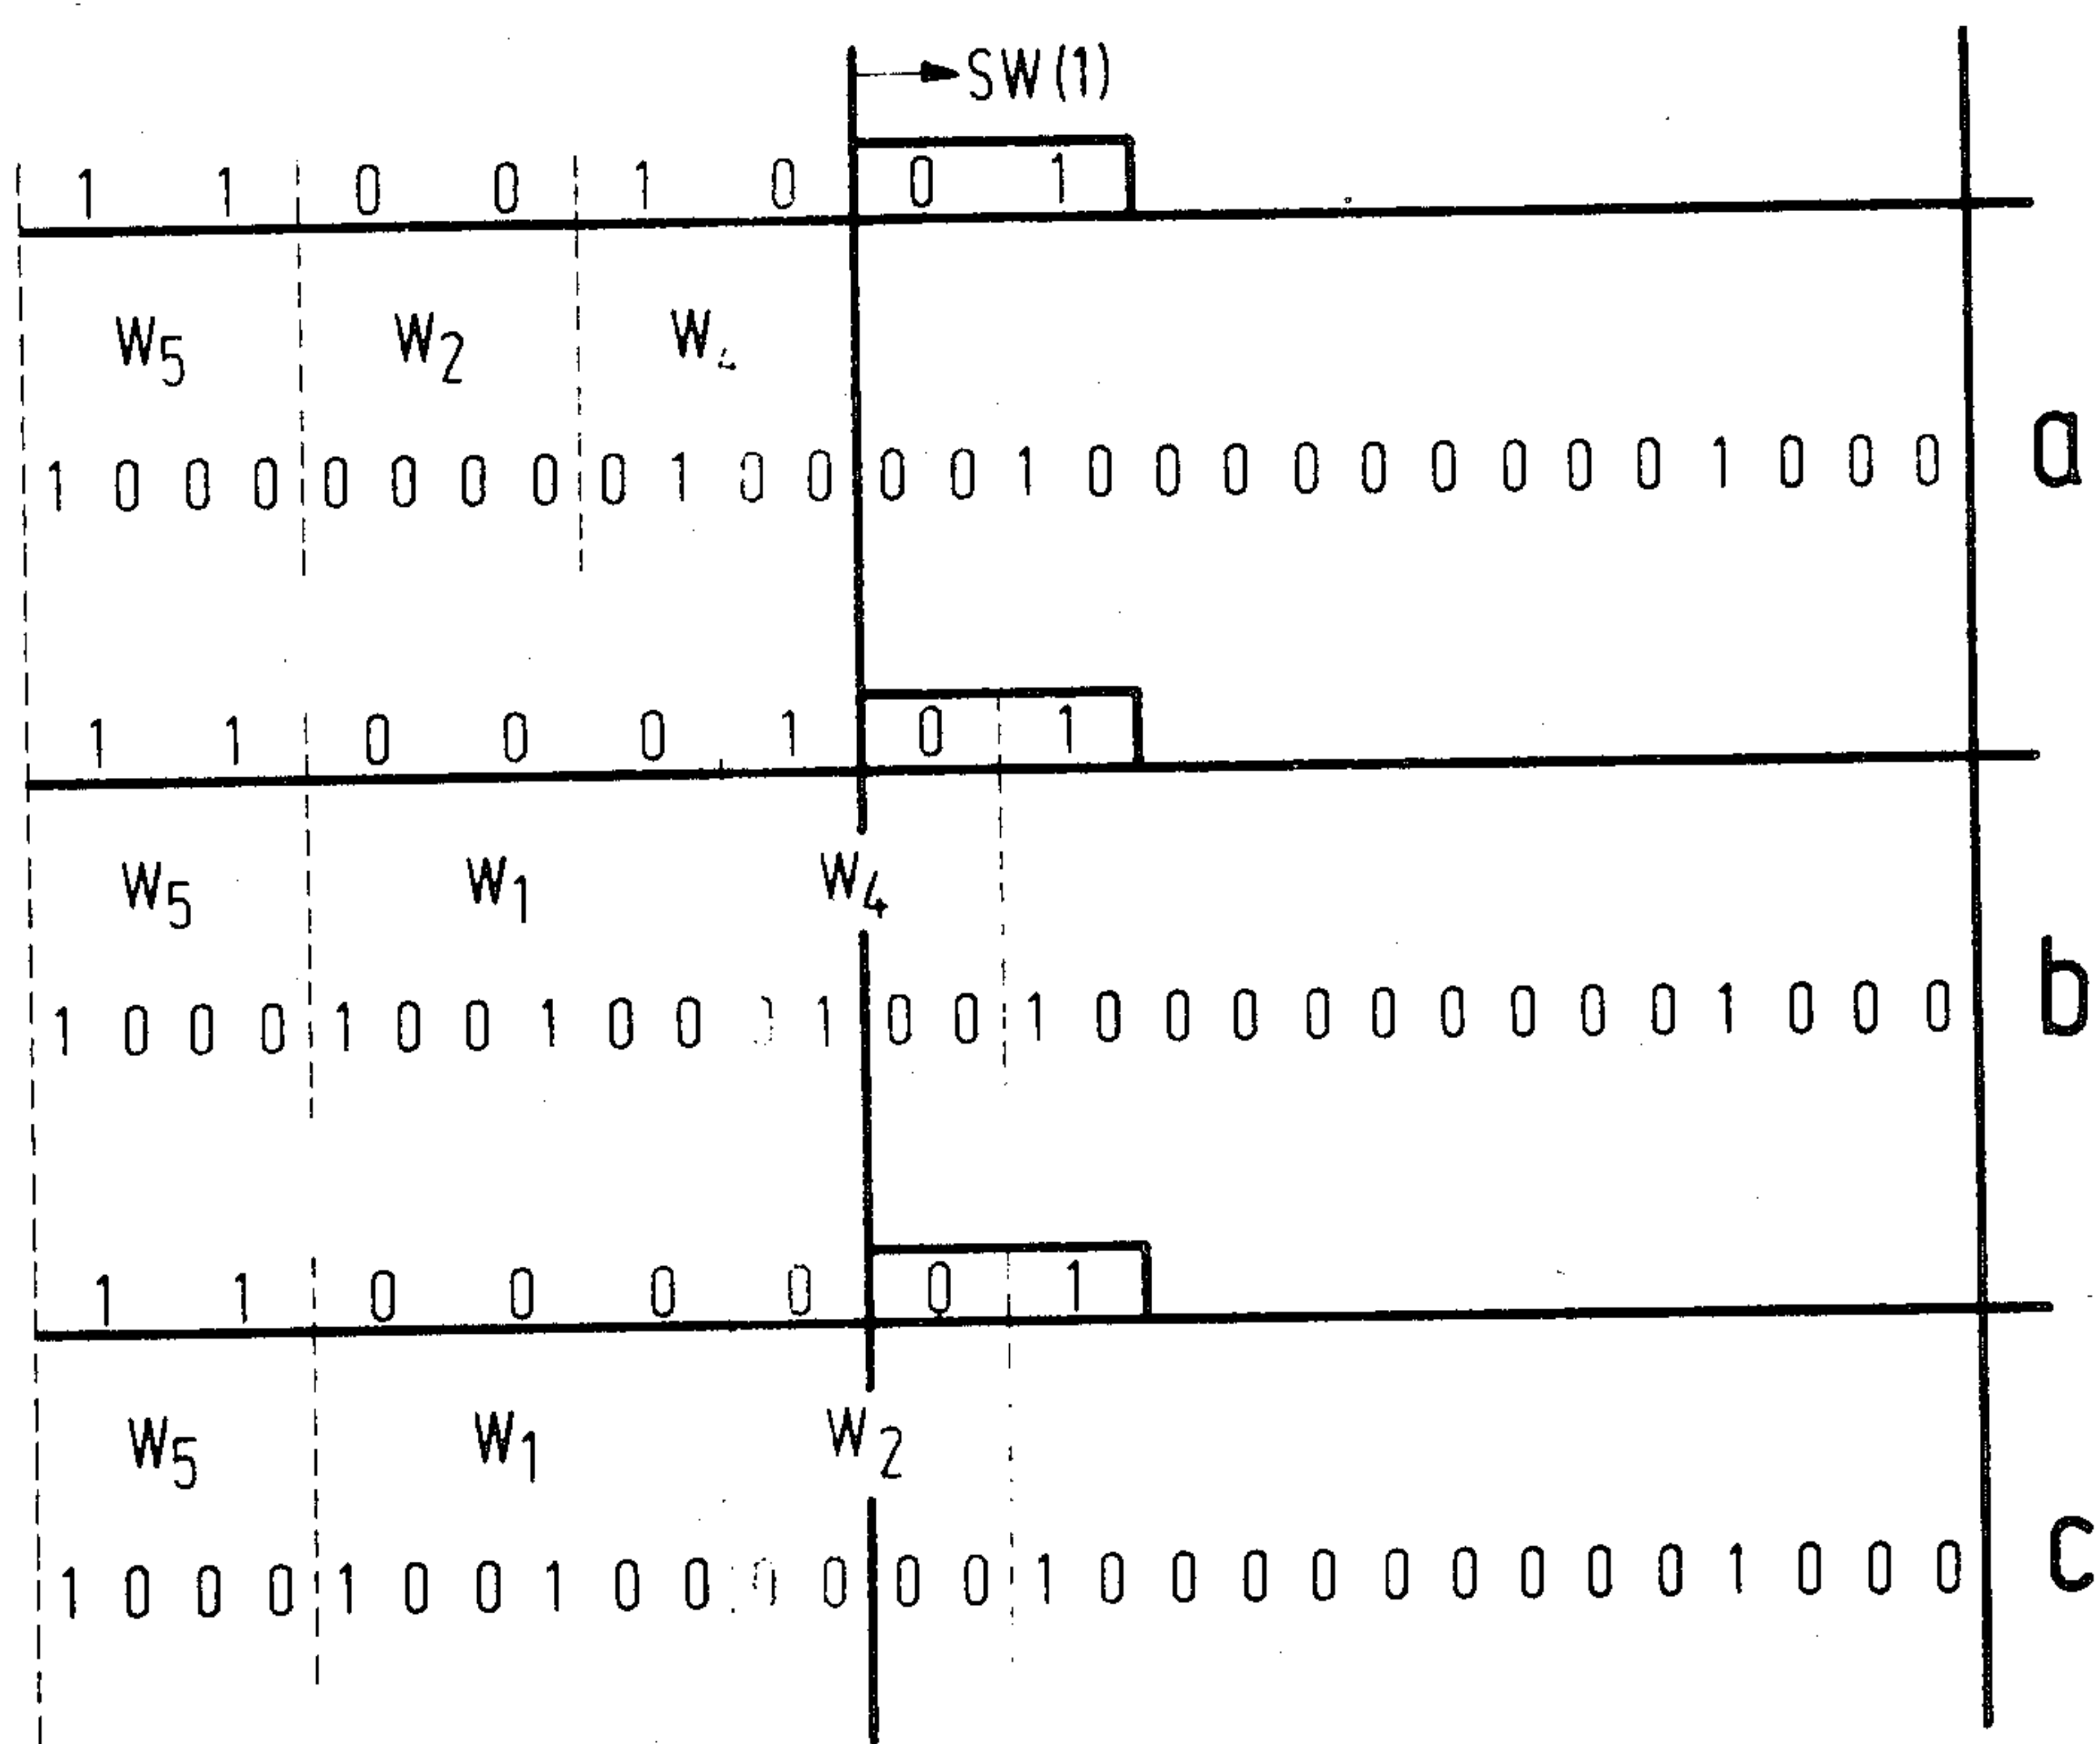 SW(1)
1 1 0 0 1 0 0 1
W5 W2 W4
1 0 0 0 0 0 0 0 0 1 0 0 0 0 1 0 0 0 0 0 0 0 0 0 1 0 0 0
a
1 1 0 0 0 1 0 1
W5 W1 W4
1 0 0 0 1 0 0 1 0 0 0 1 0 0 1 0 0 0 0 0 0 0 0 0 1 0 0 0
b
1 1 0 0 0 0 0 1
W5 W1 W2
1 0 0 0 1 0 0 1 0 0 0 0 0 0 1 0 0 0 0 0 0 0 0 0 1 0 0 0
c